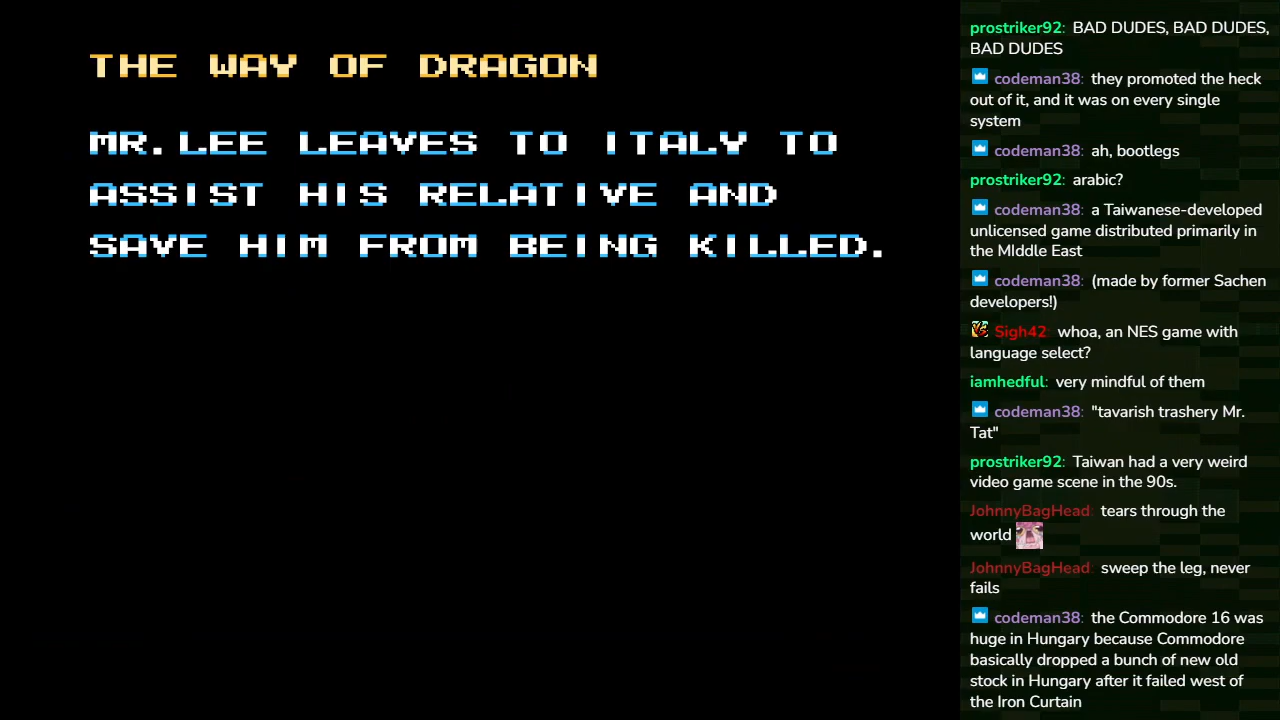 THE WAY OF DRAGON
MR.LEE LEAVES TO ITALY TO
ASSIST HIS RELATIVE AND
SAVE HIM FROM BEING KILLED.
prostriker92: BAD DUDES, BAD DUDES,
BAD DUDES
codeman38: they promoted the heck
out of it, and it was on every single
system
codeman38: ah, bootlegs
prostriker92: arabic?
codeman38: a Taiwanese-developed
unlicensed game distributed primarily in
the MIddle East
codeman38: (made by former Sachen
developers!)
Sigh42: whoa, an NES game with
language select?
iamhedful: very mindful of them
codeman38: "tavarish trashery Mr.
Tat"
prostriker92: Taiwan had a very weird
video game scene in the 90s.
JohnnyBagHead: tears through the
world
JohnnyBagHead: sweep the leg, never
fails
codeman38: the Commodore 16 was
huge in Hungary because Commodore
basically dropped a bunch of new old
stock in Hungary after it failed west of
the Iron Curtain